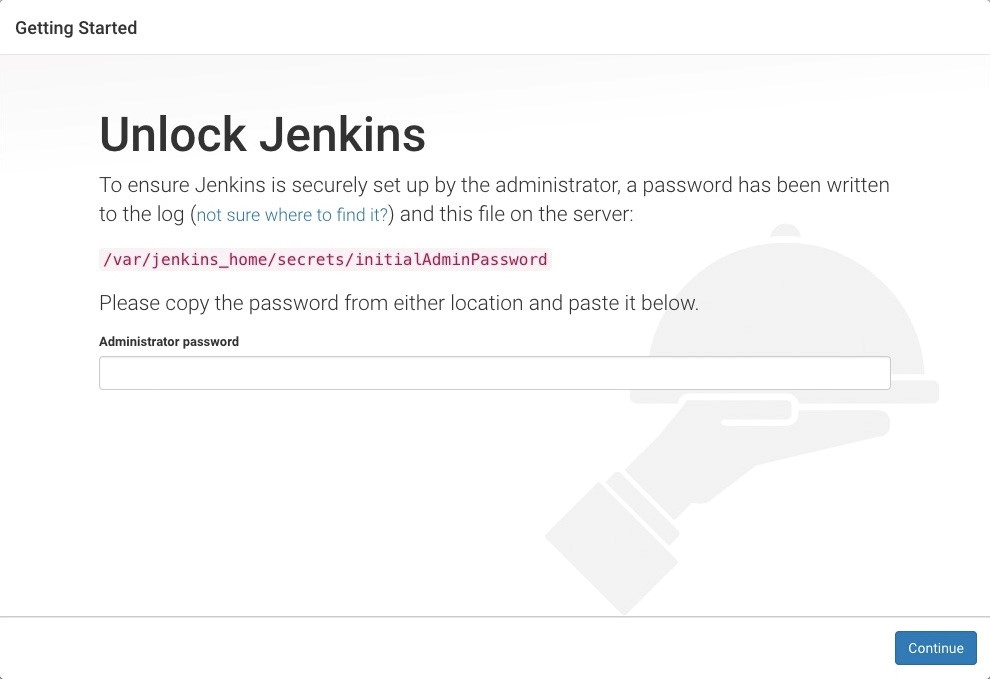 Getting Started
Unlock Jenkins
To ensure Jenkins is securely set up by the administrator, a password has been written
to the log (not sure where to find it?) and this file on the server:
/var/jenkins_home/secrets/initialAdminPassword
Please copy the password from either location and paste it below.
Administrator password
Continue